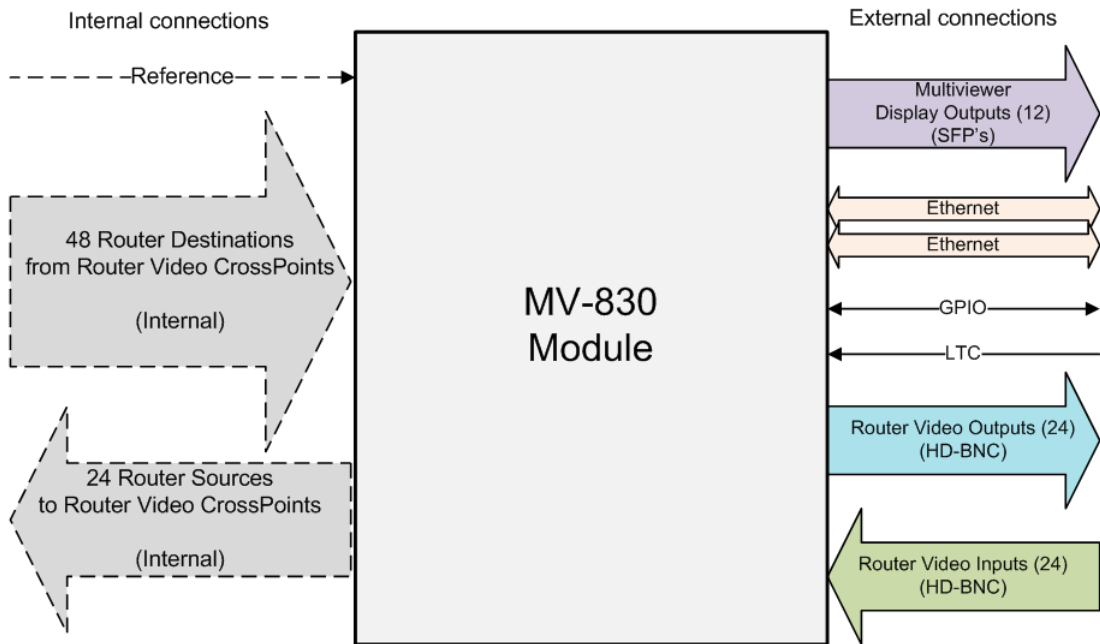 Internal connections
External connections
Reference
48 Router Destinations
from Router Video CrossPoints
(Internal)
24 Router Sources
to Router Video CrossPoints
(Internal)
MV-830
Module
Multiviewer
Display Outputs (12)
(SFP's)
Ethernet
Ethernet
GPIO
LTC
Router Video Outputs (24)
(HD-BNC)
Router Video Inputs (24)
(HD-BNC)